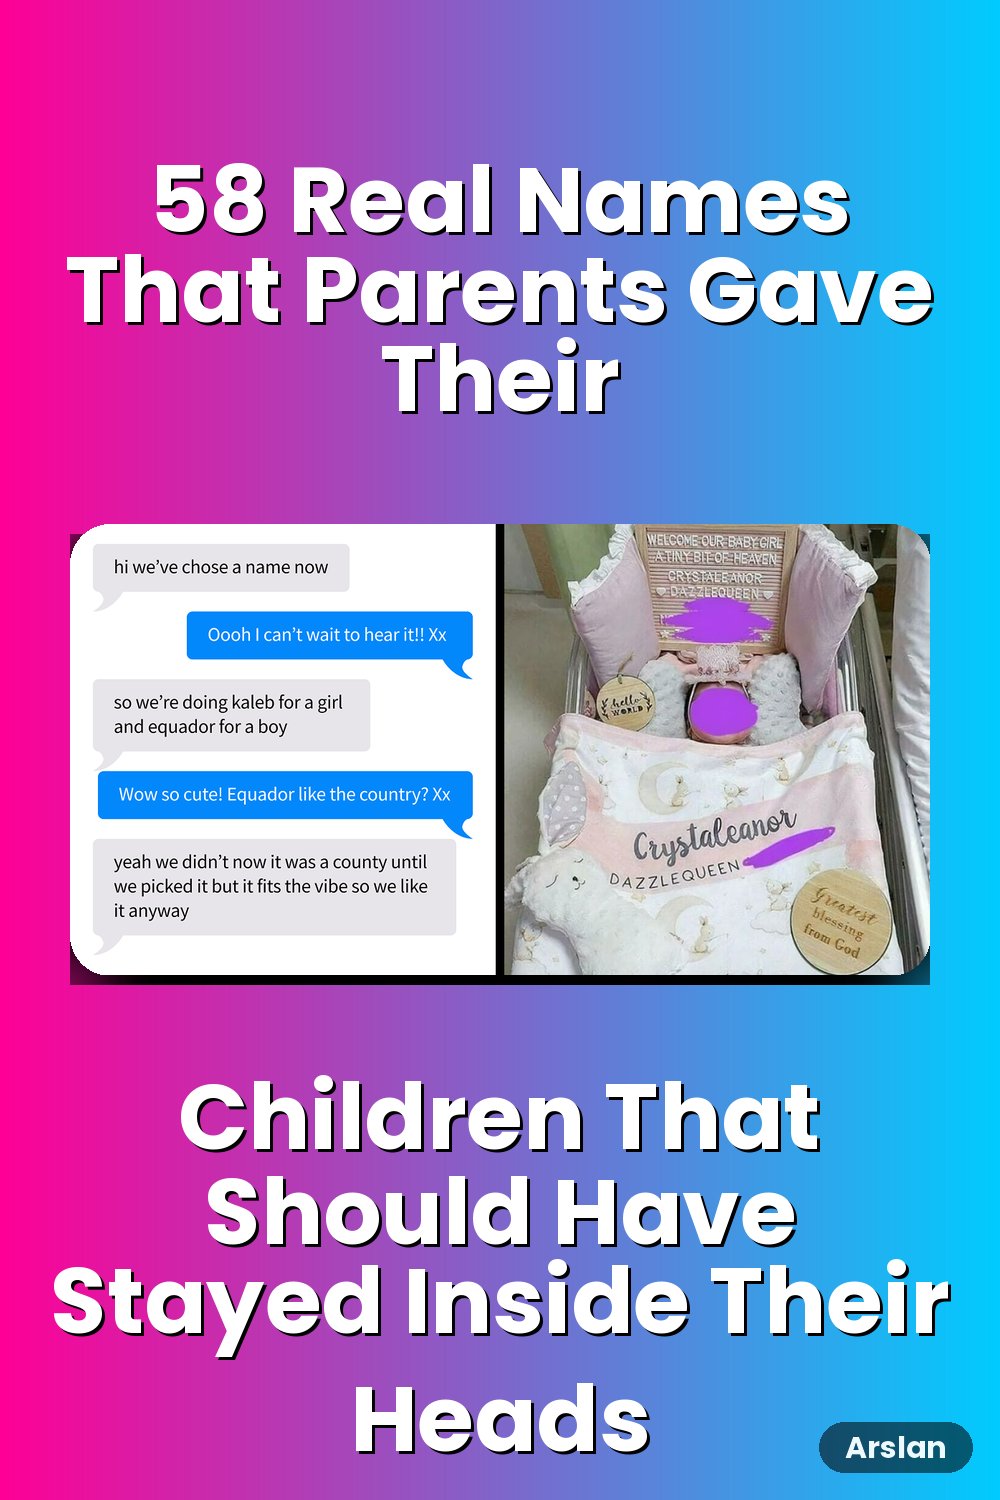 58 Real Names
That Parents Gave
Their
hi we’ve chose a name now
Oooh I can’t wait to hear it!! Xx
so we’re doing kaleb for a girl
and equador for a boy
Wow so cute! Equador like the country? Xx
yeah we didn’t now it was a county until
we picked it but it fits the vibe so we like
it anyway
WELCOME OUR BABY GIRL
A TINY BIT OF HEAVEN
CRYSTALEANOR
DAZZLEQUEEN
hello
WORLD
Crystaleanor
DAZZLEQUEEN
Greatest
blessing
from God
Children That
Should Have
Stayed Inside Their
Heads
Arslan